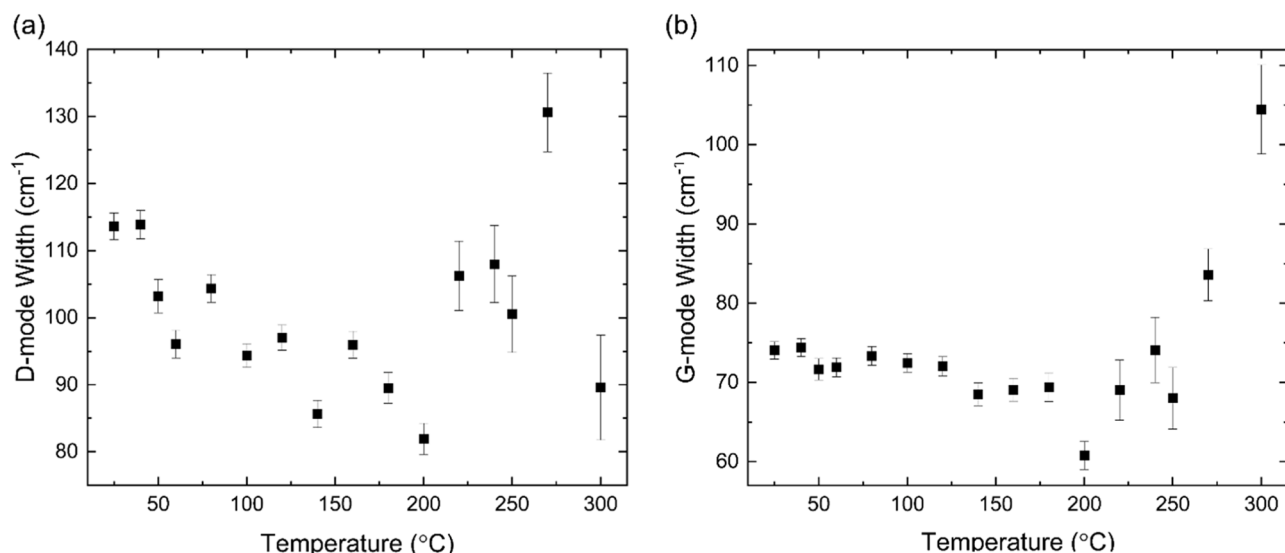 (a)
140
130
120
110
100
90
80
D-mode Width (cm⁻¹)
50 100 150 200 250 300
Temperature (°C)
(b)
110
100
90
80
70
60
G-mode Width (cm⁻¹)
50 100 150 200 250 300
Temperature (°C)